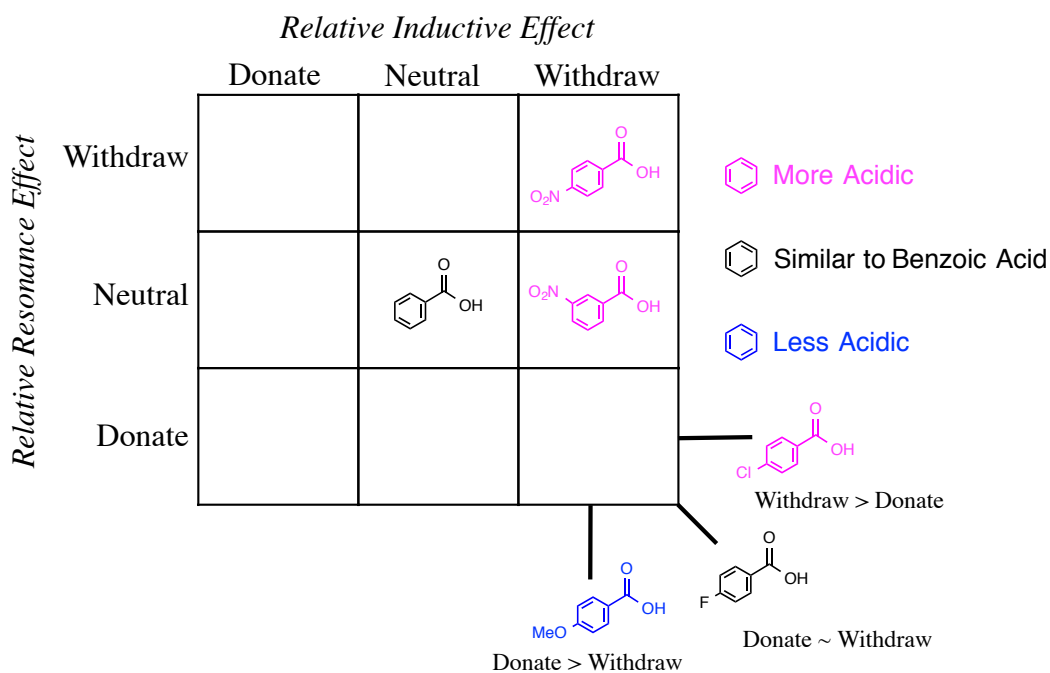 Relative Inductive Effect
Donate Neutral Withdraw
Relative Resonance Effect
Withdraw
O
OH
O₂N
More Acidic
Similar to Benzoic Acid
Neutral
O
OH
O
O₂N
OH
Less Acidic
Donate
O
OH
Cl
Withdraw > Donate
O
OH
MeO
Donate > Withdraw
O
OH
F
Donate ~ Withdraw